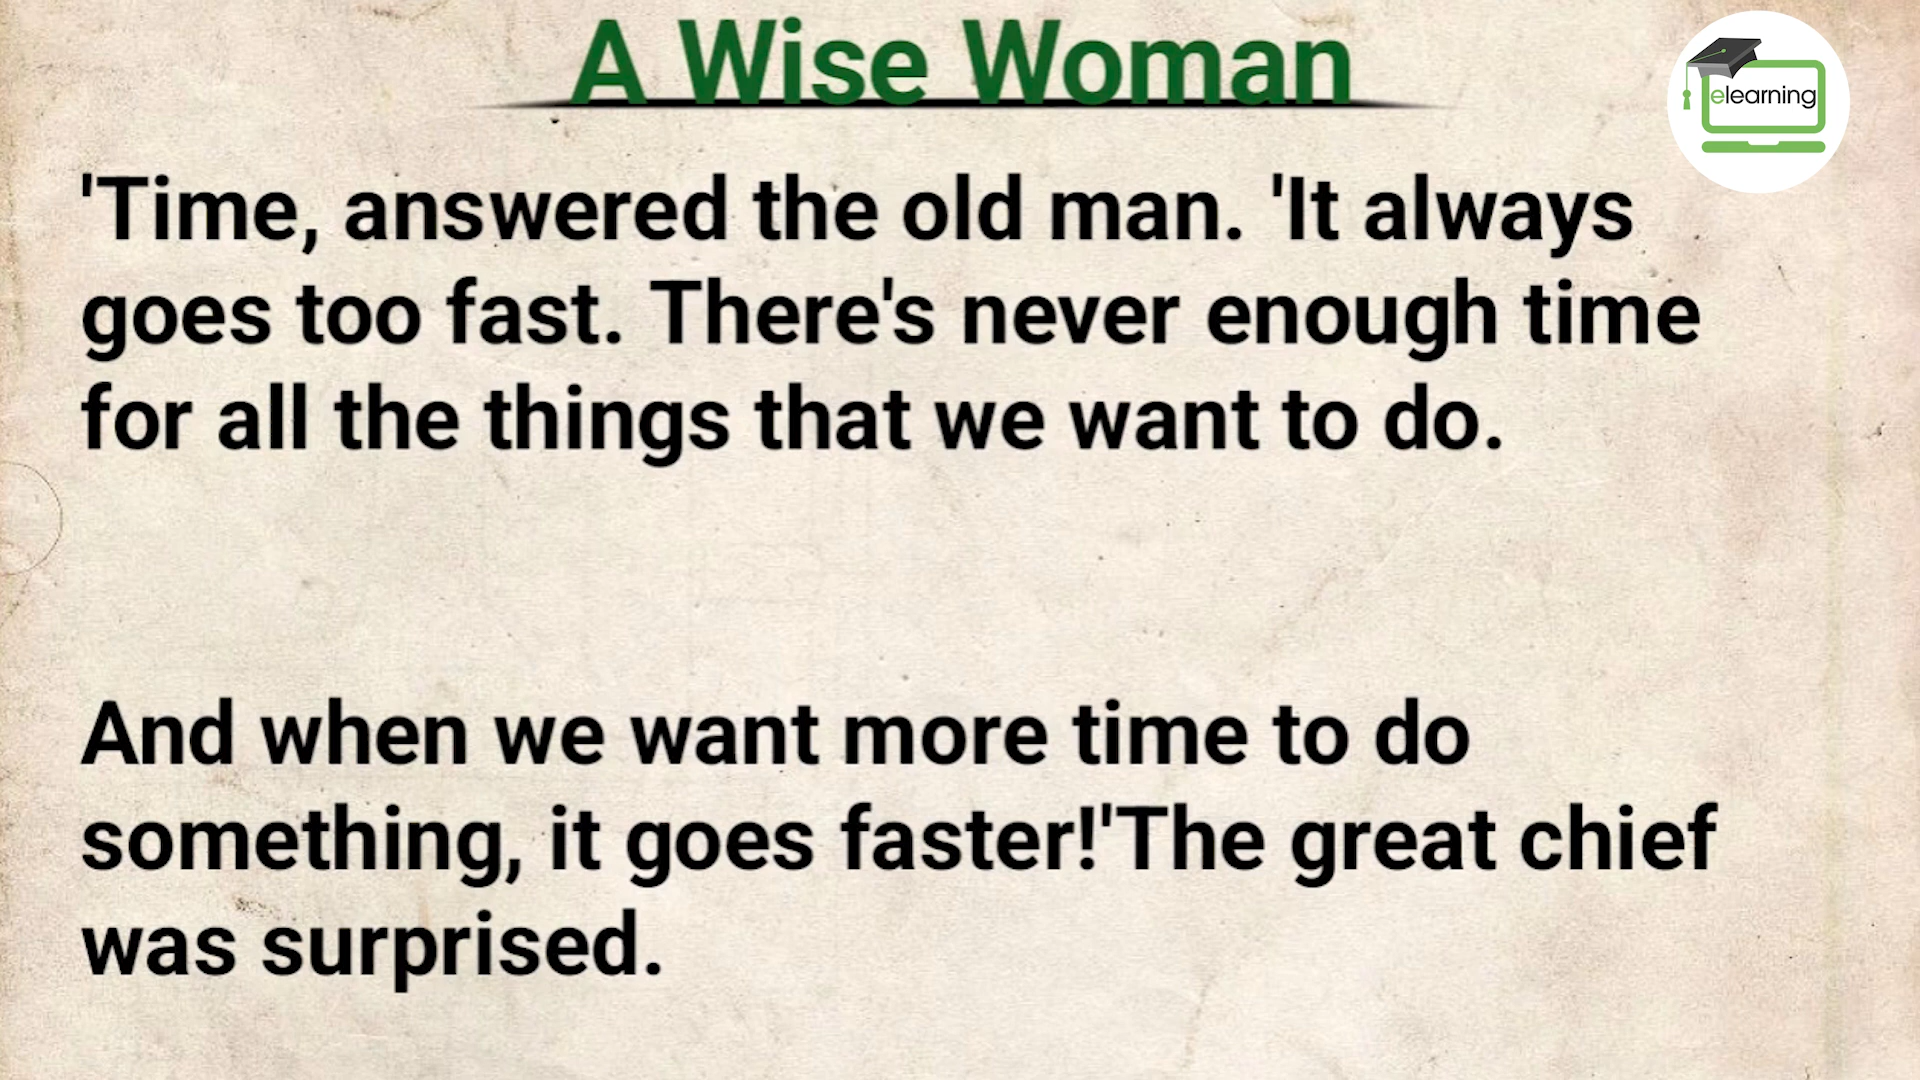 A Wise Woman
elearning
'Time, answered the old man. 'It always
goes too fast. There's never enough time
for all the things that we want to do.
And when we want more time to do
something, it goes faster!'The great chief
was surprised.